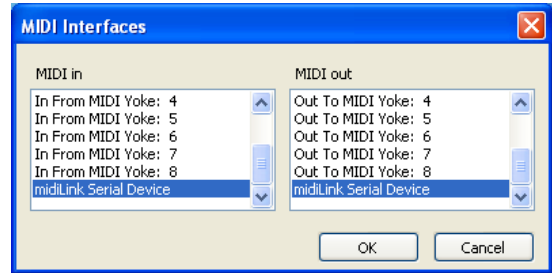 MIDI Interfaces
MIDI in
In From MIDI Yoke:  4
In From MIDI Yoke:  5
In From MIDI Yoke:  6
In From MIDI Yoke:  7
In From MIDI Yoke:  8
midiLink Serial Device
MIDI out
Out To MIDI Yoke:  4
Out To MIDI Yoke:  5
Out To MIDI Yoke:  6
Out To MIDI Yoke:  7
Out To MIDI Yoke:  8
midiLink Serial Device
OK
Cancel